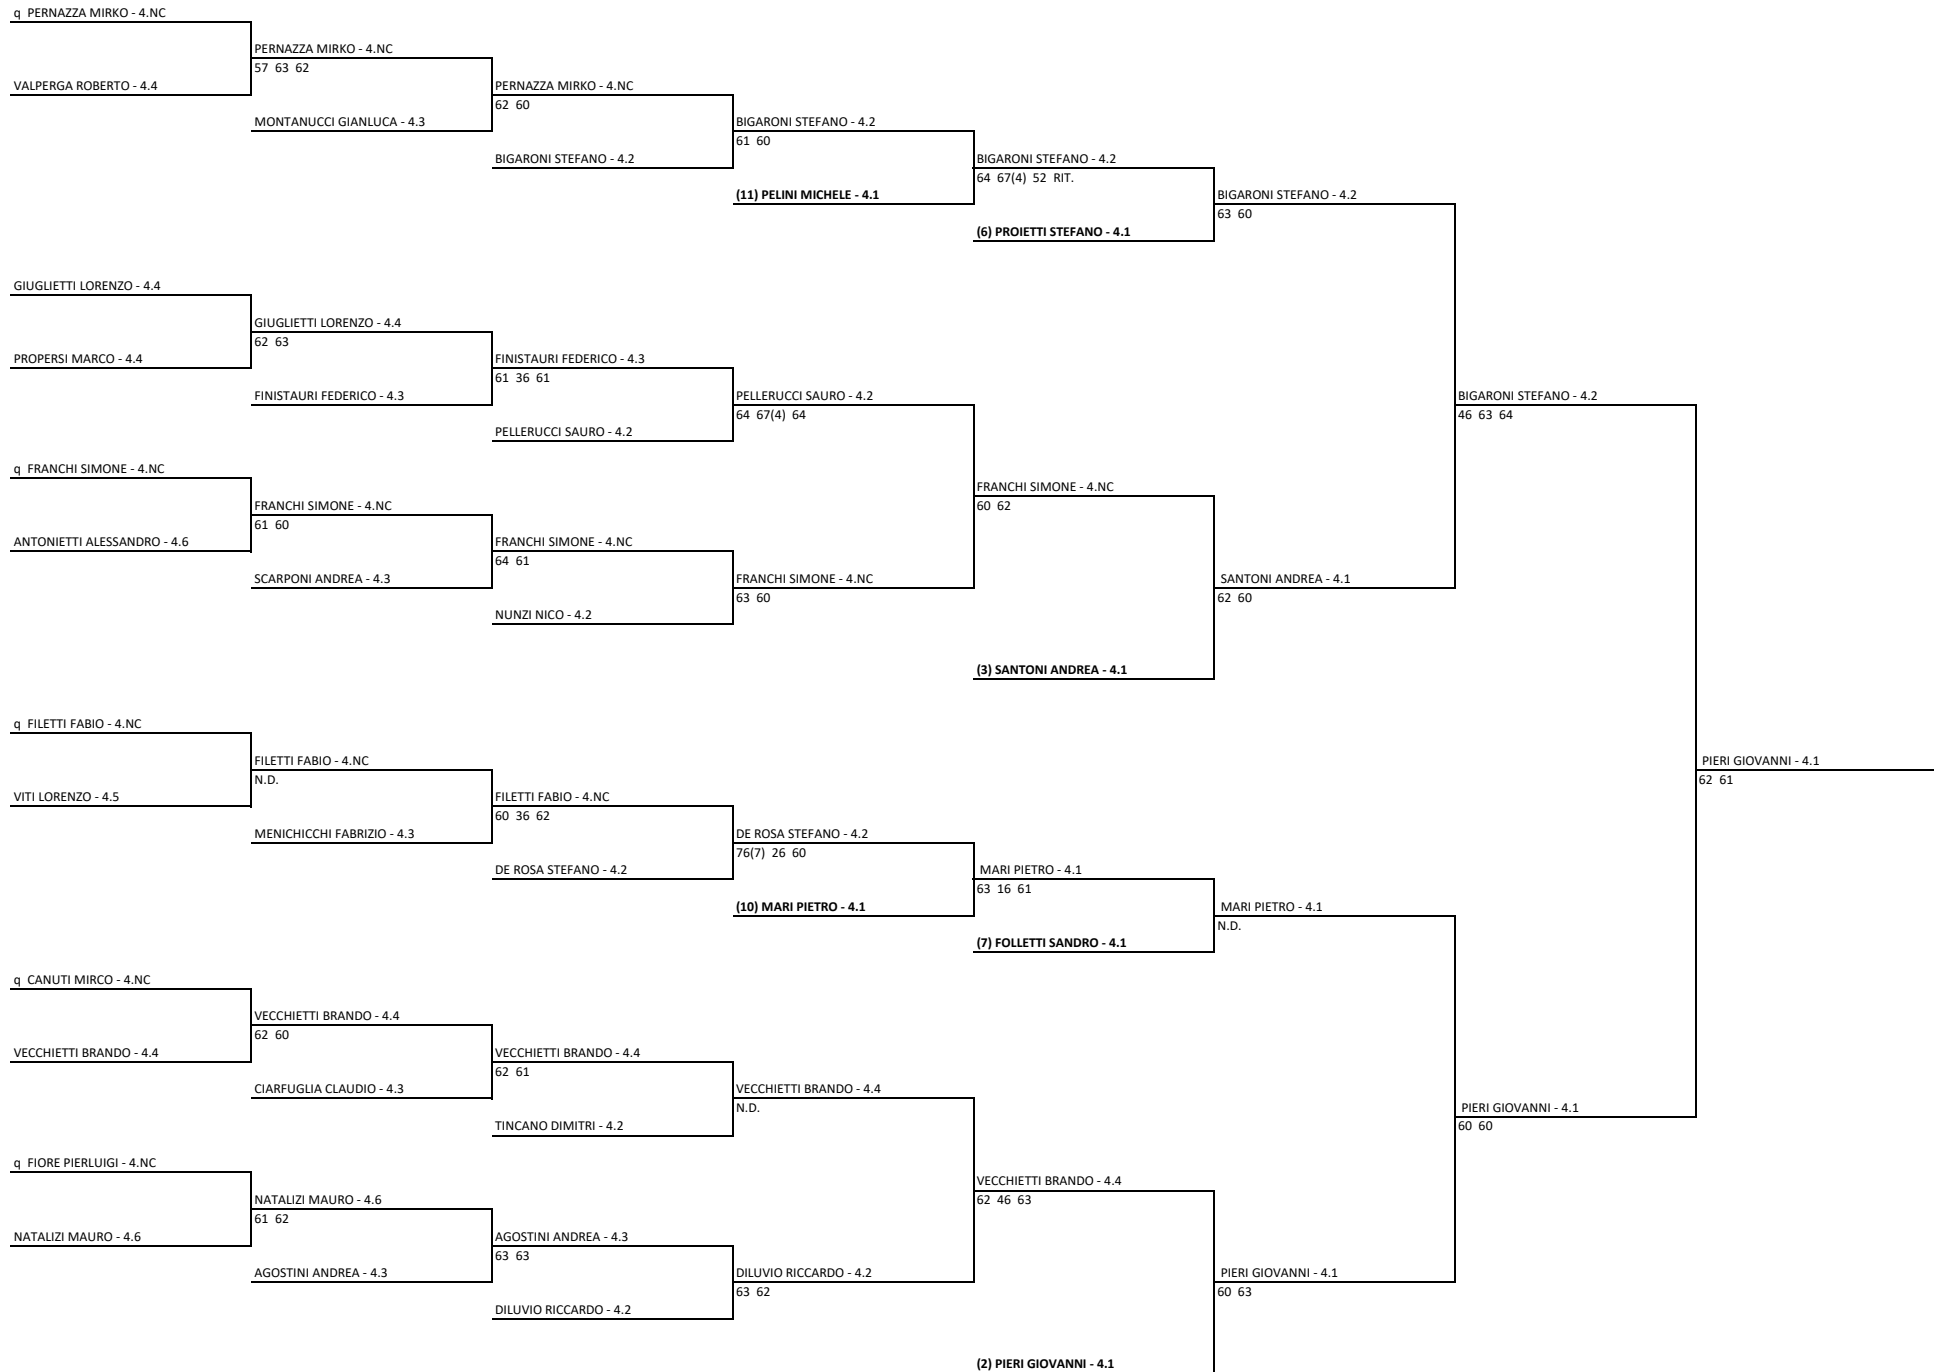 q PERNAZZA MIRKO - 4.NC
PERNAZZA MIRKO - 4.NC
57 63 62
VALPERGA ROBERTO - 4.4
PERNAZZA MIRKO - 4.NC
62 60
MONTANUCCI GIANLUCA - 4.3
BIGARONI STEFANO - 4.2
61 60
BIGARONI STEFANO - 4.2
BIGARONI STEFANO - 4.2
64 67(4) 52 RIT.
(11) PELINI MICHELE - 4.1
BIGARONI STEFANO - 4.2
63 60
(6) PROIETTI STEFANO - 4.1
GIUGLIETTI LORENZO - 4.4
GIUGLIETTI LORENZO - 4.4
62 63
PROPERSI MARCO - 4.4
FINISTAURI FEDERICO - 4.3
61 36 61
FINISTAURI FEDERICO - 4.3
PELLERUCCI SAURO - 4.2
64 67(4) 64
BIGARONI STEFANO - 4.2
46 63 64
PELLERUCCI SAURO - 4.2
q FRANCHI SIMONE - 4.NC
FRANCHI SIMONE - 4.NC
60 62
FRANCHI SIMONE - 4.NC
61 60
ANTONIETTI ALESSANDRO - 4.6
FRANCHI SIMONE - 4.NC
64 61
SCARPONI ANDREA - 4.3
FRANCHI SIMONE - 4.NC
63 60
SANTONI ANDREA - 4.1
62 60
NUNZI NICO - 4.2
(3) SANTONI ANDREA - 4.1
q FILETTI FABIO - 4.NC
FILETTI FABIO - 4.NC
N.D.
PIERI GIOVANNI - 4.1
62 61
VITI LORENZO - 4.5
FILETTI FABIO - 4.NC
60 36 62
MENICHICCHI FABRIZIO - 4.3
DE ROSA STEFANO - 4.2
76(7) 26 60
DE ROSA STEFANO - 4.2
MARI PIETRO - 4.1
63 16 61
(10) MARI PIETRO - 4.1
MARI PIETRO - 4.1
N.D.
(7) FOLLETTI SANDRO - 4.1
q CANUTI MIRCO - 4.NC
VECCHIETTI BRANDO - 4.4
62 60
VECCHIETTI BRANDO - 4.4
VECCHIETTI BRANDO - 4.4
62 61
CIARFUGLIA CLAUDIO - 4.3
VECCHIETTI BRANDO - 4.4
N.D.
PIERI GIOVANNI - 4.1
60 60
TINCANO DIMITRI - 4.2
q FIORE PIERLUIGI - 4.NC
VECCHIETTI BRANDO - 4.4
62 46 63
NATALIZI MAURO - 4.6
61 62
NATALIZI MAURO - 4.6
AGOSTINI ANDREA - 4.3
63 63
AGOSTINI ANDREA - 4.3
DILUVIO RICCARDO - 4.2
63 62
PIERI GIOVANNI - 4.1
60 63
DILUVIO RICCARDO - 4.2
(2) PIERI GIOVANNI - 4.1